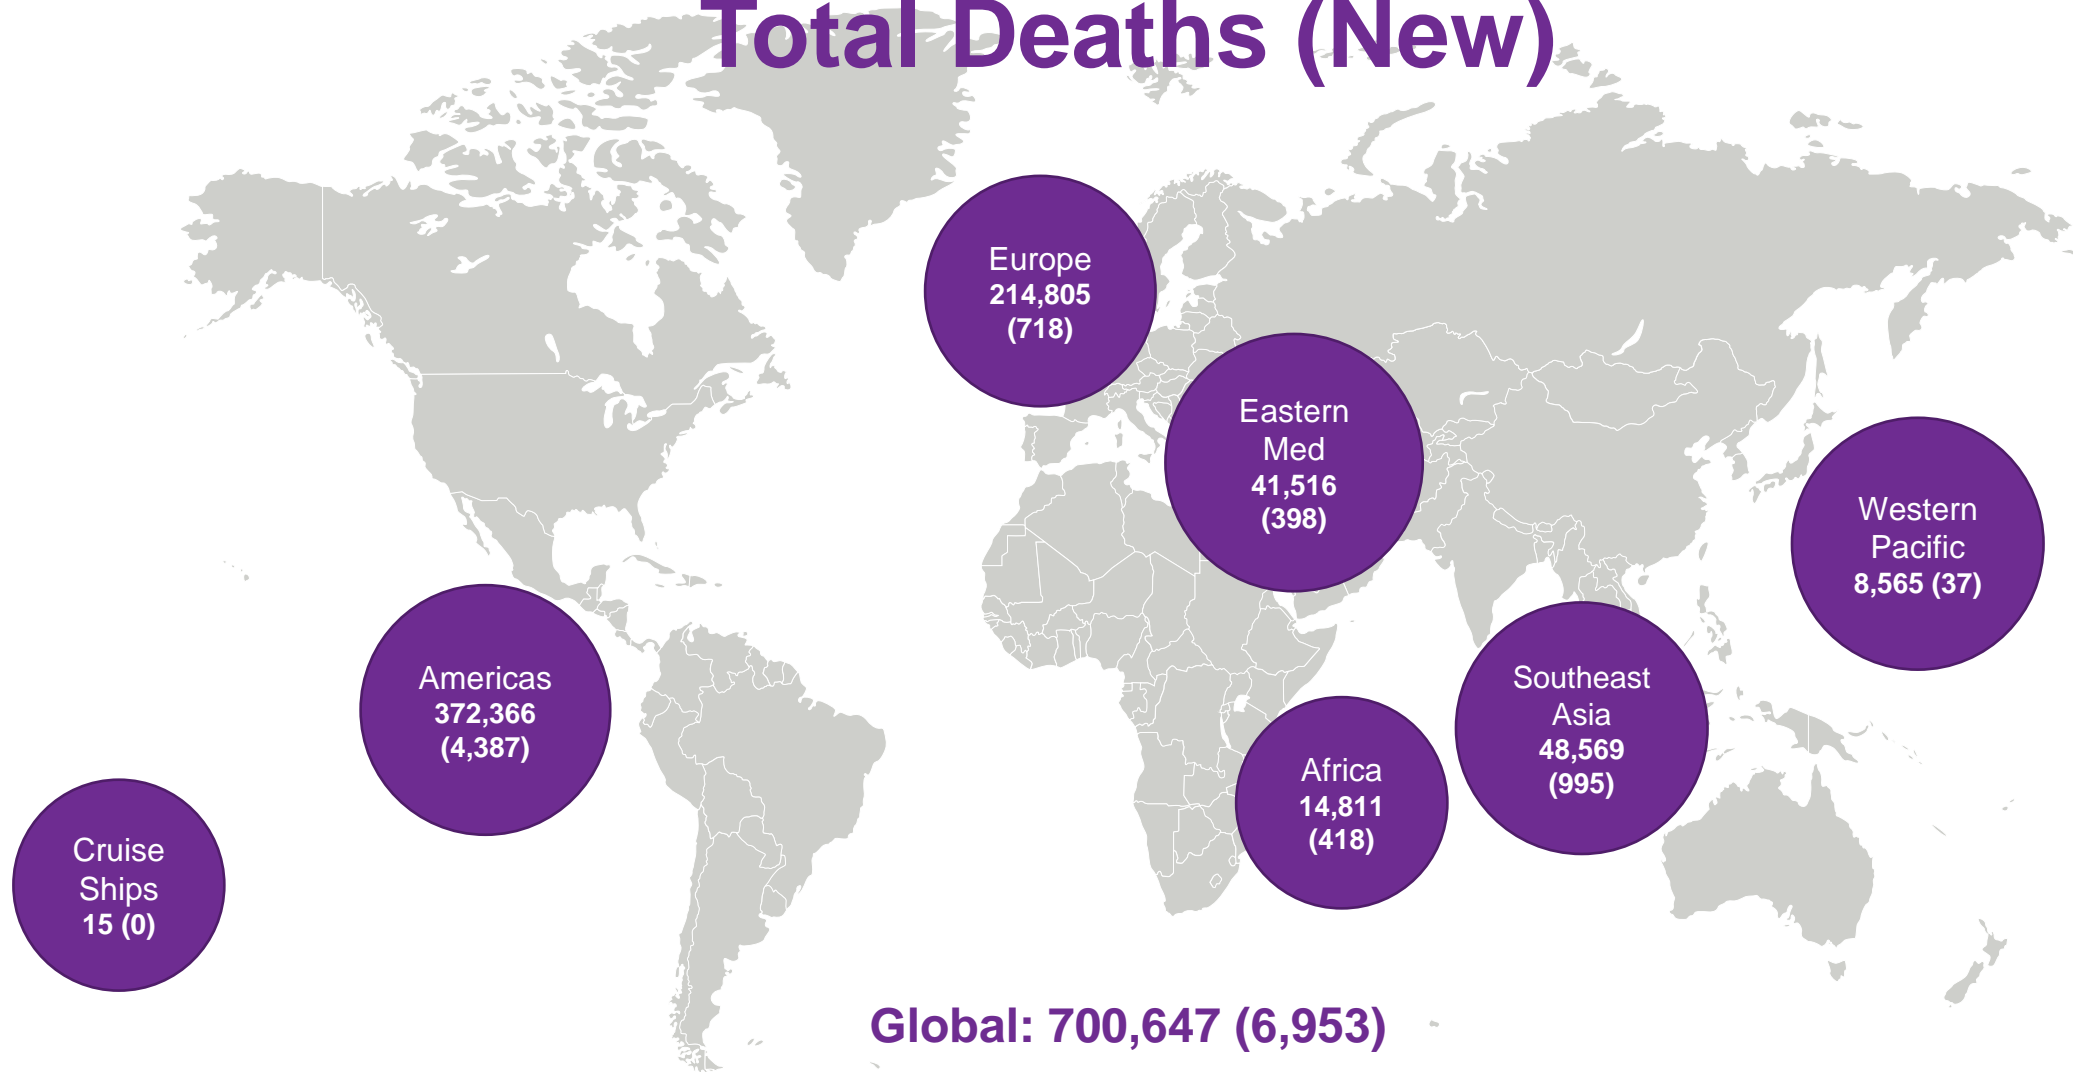 Total Deaths (New)
Europe
214,805
(718)
Eastern
Med
41,516
(398)
Western
Pacific
8,565 (37)
Americas
372,366
(4,387)
Southeast
Asia
48,569
(995)
Africa
14,811
(418)
Cruise
Ships
15 (0)
Global: 700,647 (6,953)